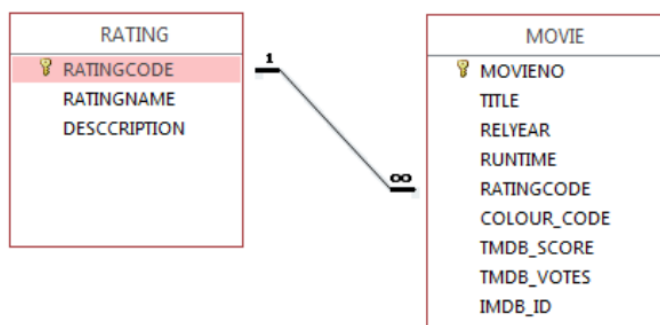 RATING
RATINGCODE
RATINGNAME
DESCCRIPTION
1
∞
MOVIE
MOVIENO
TITLE
RELYEAR
RUNTIME
RATINGCODE
COLOUR_CODE
TMDB_SCORE
TMDB_VOTES
IMDB_ID